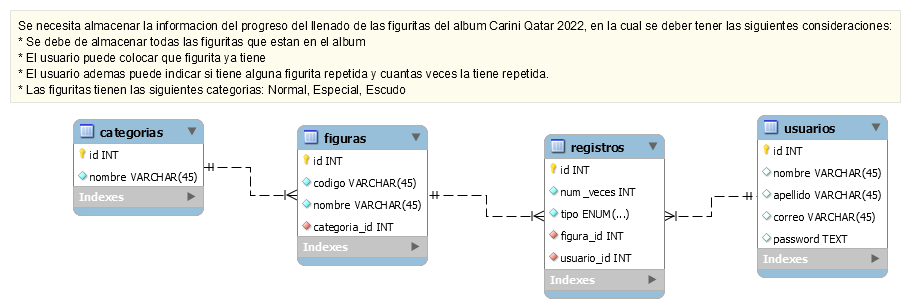 Se necesita almacenar la informacion del progreso del llenado de las figuritas del album Carini Qatar 2022, en la cual se deber tener las siguientes consideraciones:
* Se debe de almacenar todas las figuritas que estan en el album
* El usuario puede colocar que figurita ya tiene
* El usuario ademas puede indicar si tiene alguna figurita repetida y cuantas veces la tiene repetida.
* Las figuritas tienen las siguientes categorias: Normal, Especial, Escudo
categorias
id INT
nombre VARCHAR(45)
Indexes
figuras
id INT
codigo VARCHAR(45)
nombre VARCHAR(45)
categoria_id INT
Indexes
registros
id INT
num_veces INT
tipo ENUM(...)
figura_id INT
usuario_id INT
Indexes
usuarios
id INT
nombre VARCHAR(45)
apellido VARCHAR(45)
correo VARCHAR(45)
password TEXT
Indexes